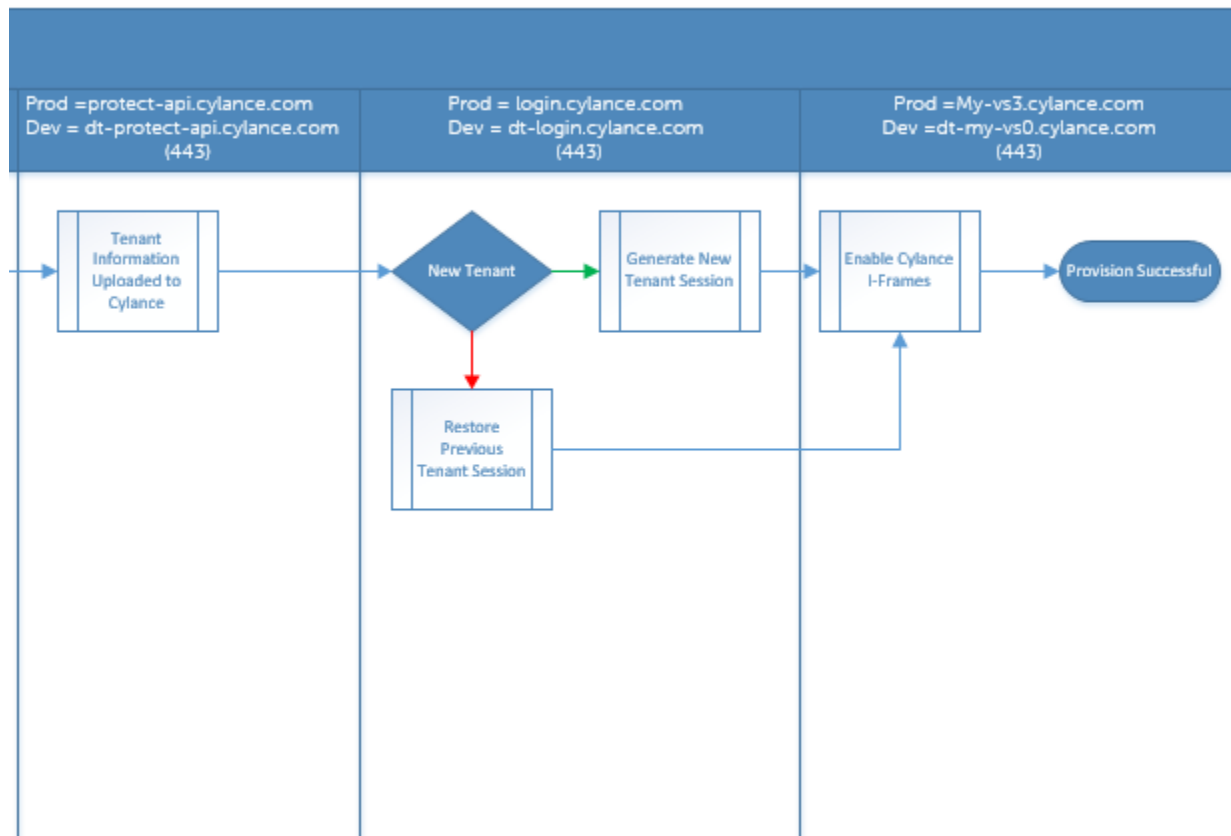 Prod =protect-api.cylance.com
Dev = dt-protect-api.cylance.com
(443)
Prod = login.cylance.com
Dev = dt-login.cylance.com
(443)
Prod =My-vs3.cylance.com
Dev =dt-my-vs0.cylance.com
(443)
Tenant
Information
Uploaded to
Cylance
New Tenant
Generate New
Tenant Session
Enable Cylance
I-Frames
Provision Successful
Restore
Previous
Tenant Session